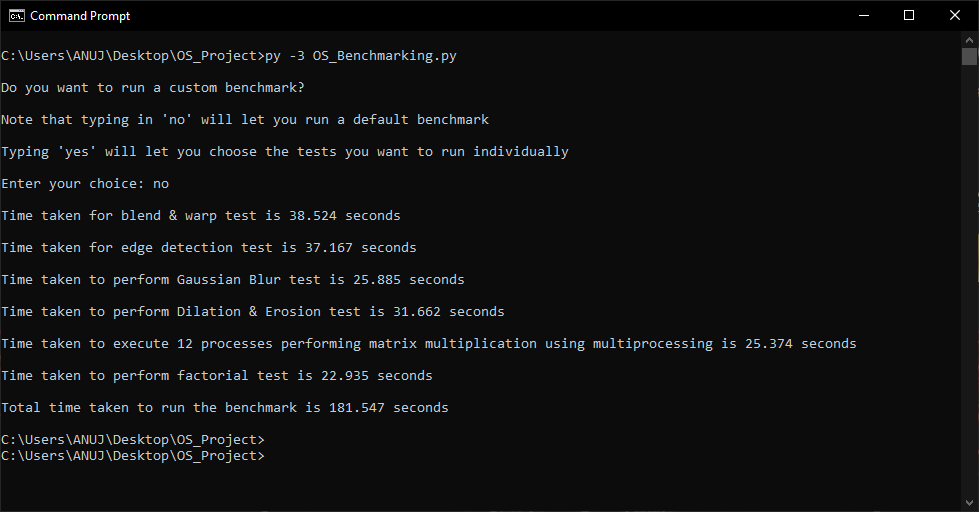 Command Prompt
C:\Users\ANUJ\Desktop\OS_Project>py -3 OS_Benchmarking.py
Do you want to run a custom benchmark?
Note that typing in 'no' will let you run a default benchmark
Typing 'yes' will let you choose the tests you want to run individually
Enter your choice: no
Time taken for blend & warp test is 38.524 seconds
Time taken for edge detection test is 37.167 seconds
Time taken to perform Gaussian Blur test is 25.885 seconds
Time taken to perform Dilation & Erosion test is 31.662 seconds
Time taken to execute 12 processes performing matrix multiplication using multiprocessing is 25.374 seconds
Time taken to perform factorial test is 22.935 seconds
Total time taken to run the benchmark is 181.547 seconds
C:\Users\ANUJ\Desktop\OS_Project>
C:\Users\ANUJ\Desktop\OS_Project>